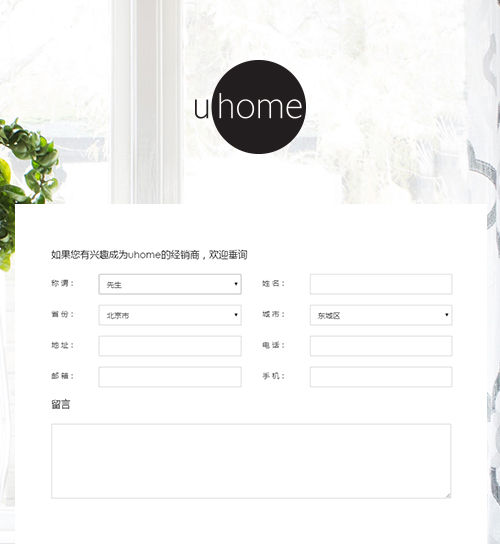 uhome
如果您有兴趣成为uhome的经销商，欢迎垂询
称谓： 先生 姓名：
省份： 北京市 城市： 东城区
地址： 电话：
邮箱： 手机：
留言